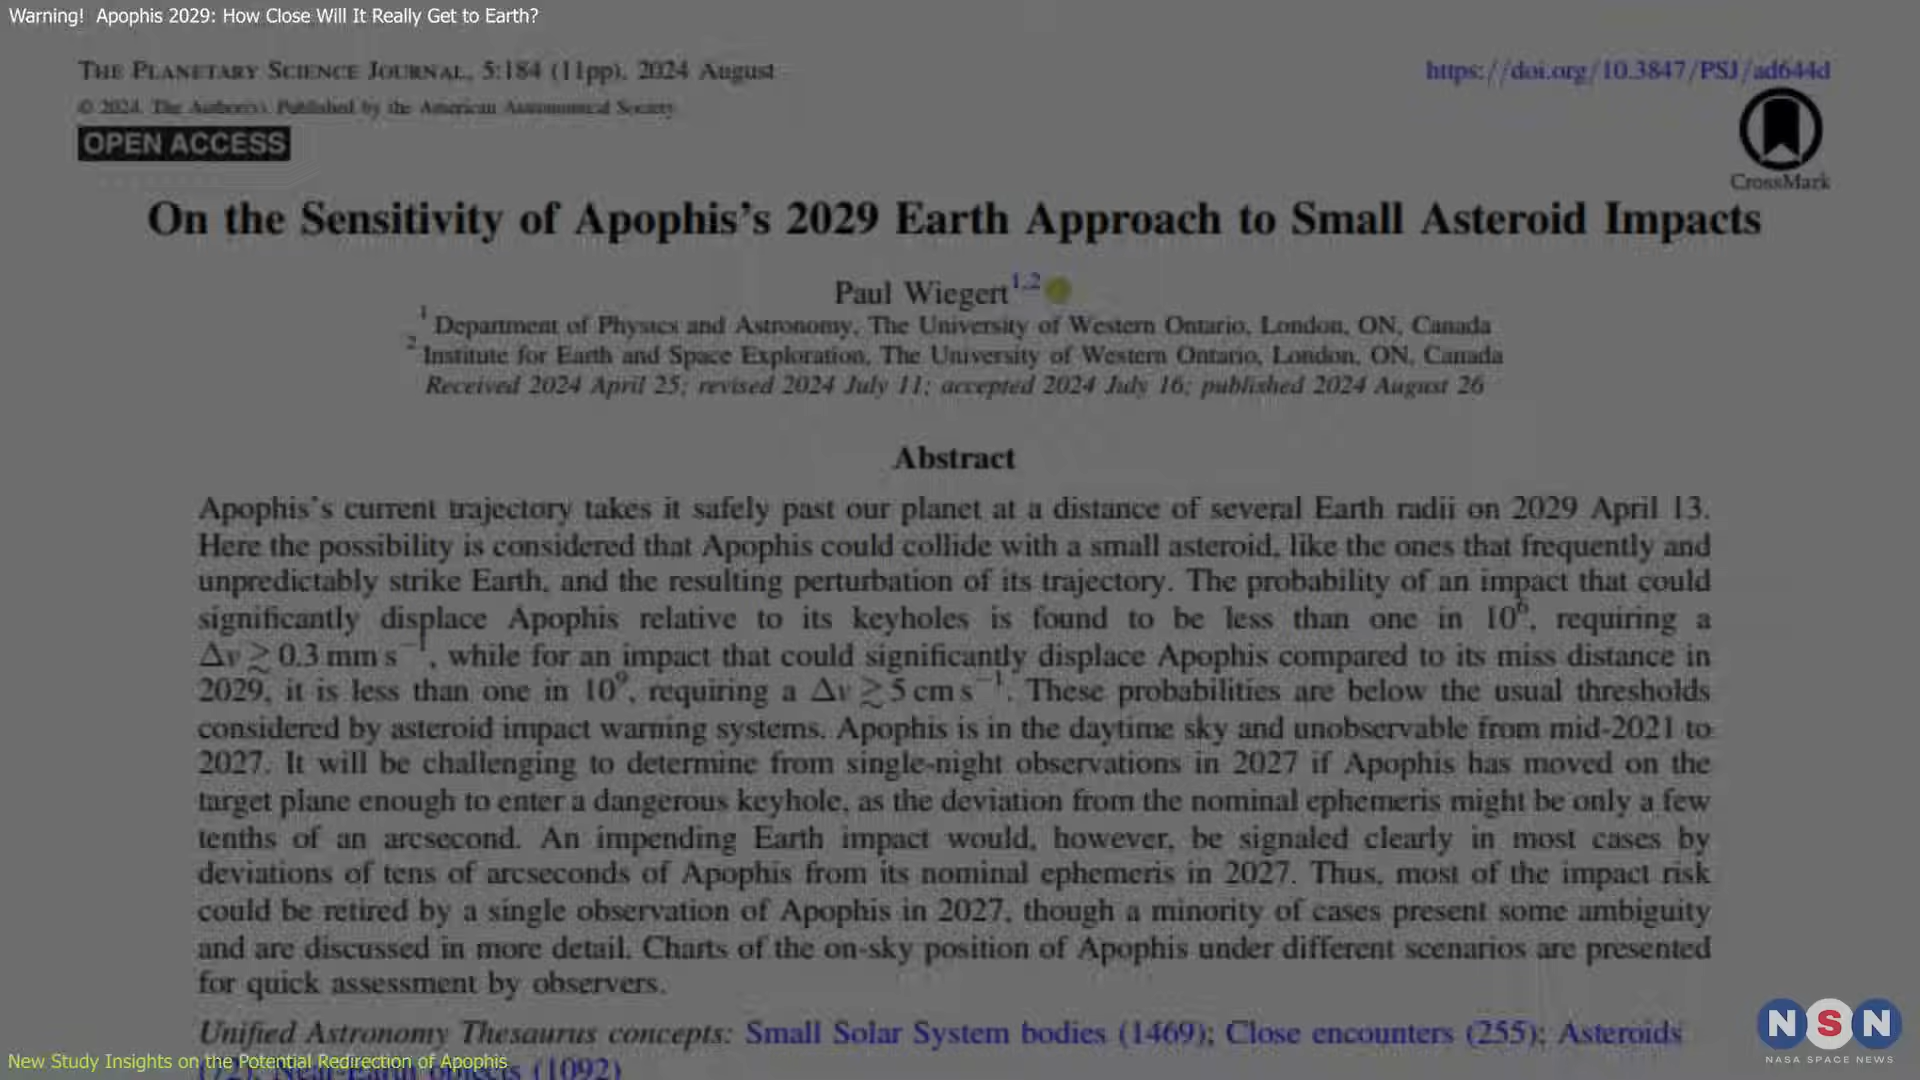 Warning!  Apophis 2029: How Close Will It Really Get to Earth?
THE PLANETARY SCIENCE JOURNAL, 5:184 (11pp), 2024 August
https://doi.org/10.3847/PSJ/ad644d
© 2024. The Author(s). Published by the American Astronomical Society.
OPEN ACCESS
CrossMark
On the Sensitivity of Apophis's 2029 Earth Approach to Small Asteroid Impacts
Paul Wiegert1,2
1 Department of Physics and Astronomy, The University of Western Ontario, London, ON, Canada
2 Institute for Earth and Space Exploration, The University of Western Ontario, London, ON, Canada
Received 2024 April 25; revised 2024 July 11; accepted 2024 July 16; published 2024 August 26
Abstract
Apophis's current trajectory takes it safely past our planet at a distance of several Earth radii on 2029 April 13.
Here the possibility is considered that Apophis could collide with a small asteroid, like the ones that frequently and
unpredictably strike Earth, and the resulting perturbation of its trajectory. The probability of an impact that could
significantly displace Apophis relative to its keyholes is found to be less than one in 10⁶, requiring a
Δv ≳ 0.3 mm s⁻¹, while for an impact that could significantly displace Apophis compared to its miss distance in
2029, it is less than one in 10⁹, requiring a Δv ≳ 5 cm s⁻¹. These probabilities are below the usual thresholds
considered by asteroid impact warning systems. Apophis is in the daytime sky and unobservable from mid-2021 to
2027. It will be challenging to determine from single-night observations in 2027 if Apophis has moved on the
target plane enough to enter a dangerous keyhole, as the deviation from the nominal ephemeris might be only a few
tenths of an arcsecond. An impending Earth impact would, however, be signaled clearly in most cases by
deviations of tens of arcseconds of Apophis from its nominal ephemeris in 2027. Thus, most of the impact risk
could be retired by a single observation of Apophis in 2027, though a minority of cases present some ambiguity
and are discussed in more detail. Charts of the on-sky position of Apophis under different scenarios are presented
for quick assessment by observers.
Unified Astronomy Thesaurus concepts: Small Solar System bodies (1469); Close encounters (255); Asteroids
(72); Near-Earth objects (1092)
New Study Insights on the Potential Redirection of Apophis
NSN
NASA SPACE NEWS